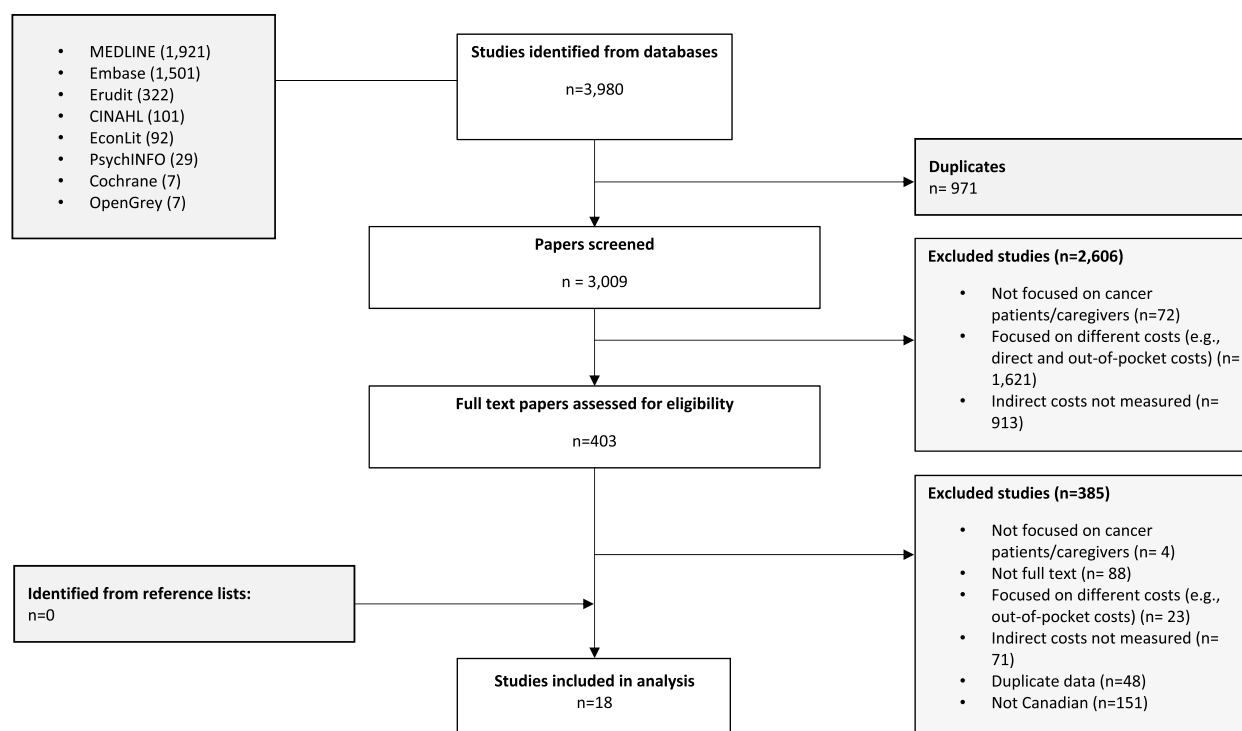 • MEDLINE (1,921)
• Embase (1,501)
• Erudit (322)
• CINAHL (101)
• EconLit (92)
• PsychINFO (29)
• Cochrane (7)
• OpenGrey (7)
Studies identified from databases
n=3,980
Duplicates
n= 971
Papers screened
n = 3,009
Excluded studies (n=2,606)
• Not focused on cancer
patients/caregivers (n=72)
• Focused on different costs (e.g.,
direct and out-of-pocket costs) (n=
1,621)
• Indirect costs not measured (n=
913)
Full text papers assessed for eligibility
n=403
Excluded studies (n=385)
• Not focused on cancer
patients/caregivers (n= 4)
• Not full text (n= 88)
• Focused on different costs (e.g.,
out-of-pocket costs) (n= 23)
• Indirect costs not measured (n=
71)
• Duplicate data (n=48)
• Not Canadian (n=151)
Identified from reference lists:
n=0
Studies included in analysis
n=18